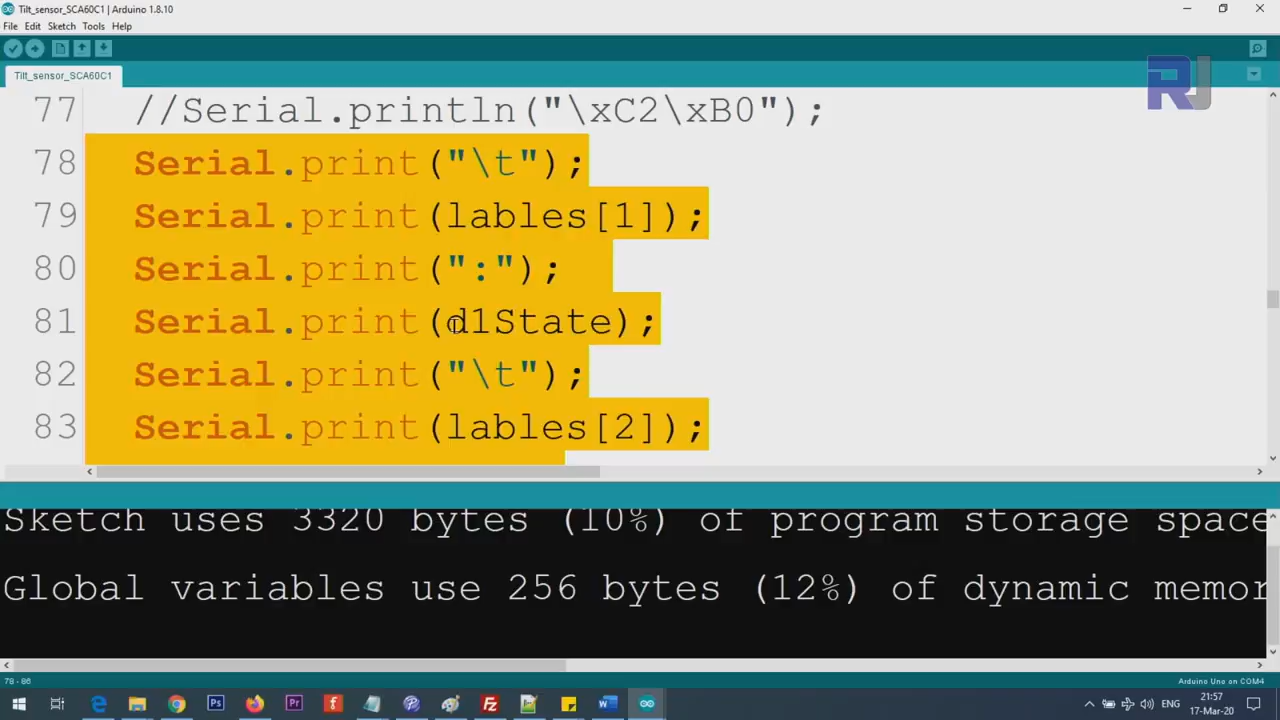 Tilt_sensor_SCA60C1 | Arduino 1.8.10
File Edit Sketch Tools Help
Tilt_sensor_SCA60C1
RJ
77 //Serial.println("\xC2\xB0");
78 Serial.print("\t");
79 Serial.print(lables[1]);
80 Serial.print(":");
81 Serial.print(d1State);
82 Serial.print("\t");
83 Serial.print(lables[2]);
Sketch uses 3320 bytes (10%) of program storage space
Global variables use 256 bytes (12%) of dynamic memor
78 - 86
Arduino Uno on COM4
21:57
ENG
17-Mar-20